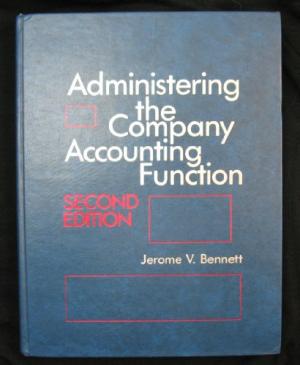 Administering
the
Company
Accounting
Function
SECOND
EDITION
Jerome V. Bennett